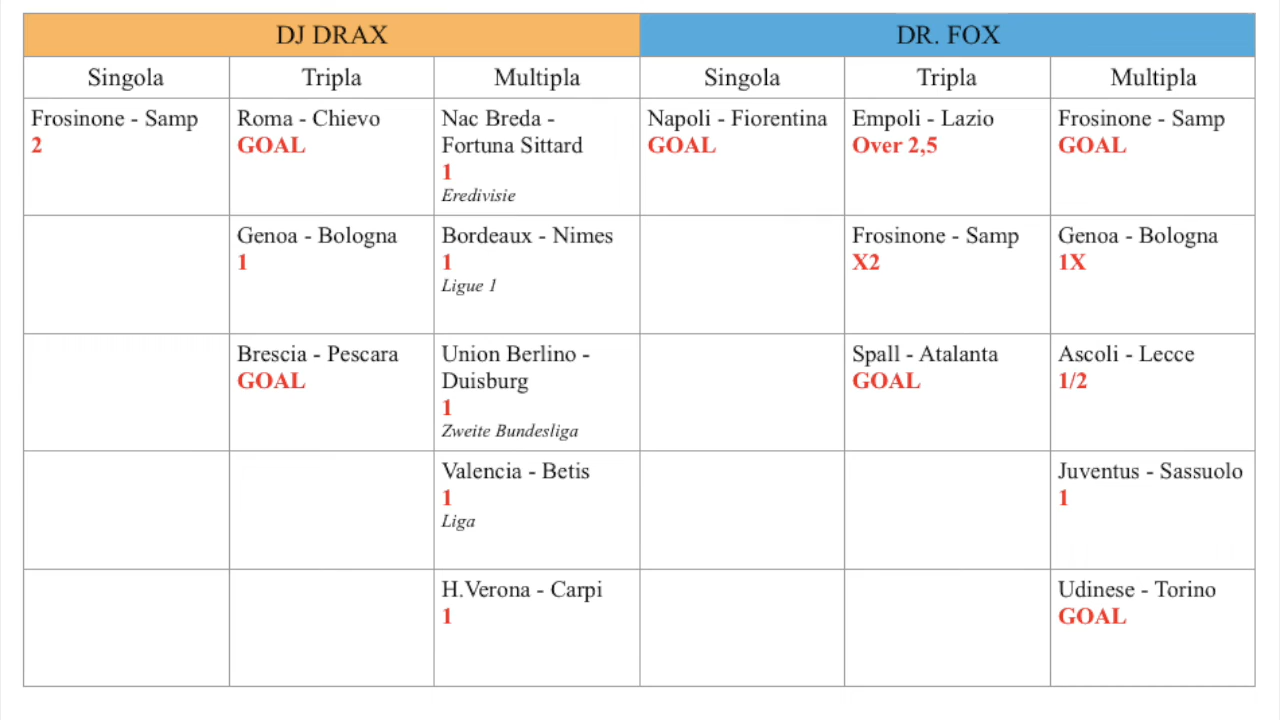 DJ DRAX DR. FOX
Singola Tripla Multipla Singola Tripla Multipla
Frosinone - Samp
2
Roma - Chievo
GOAL
Nac Breda -
Fortuna Sittard
1
Eredivisie
Napoli - Fiorentina
GOAL
Empoli - Lazio
Over 2,5
Frosinone - Samp
GOAL
Genoa - Bologna
1
Bordeaux - Nimes
1
Ligue 1
Frosinone - Samp
X2
Genoa - Bologna
1X
Brescia - Pescara
GOAL
Union Berlino -
Duisburg
1
Zweite Bundesliga
Spall - Atalanta
GOAL
Ascoli - Lecce
1/2
Valencia - Betis
1
Liga
Juventus - Sassuolo
1
H.Verona - Carpi
1
Udinese - Torino
GOAL